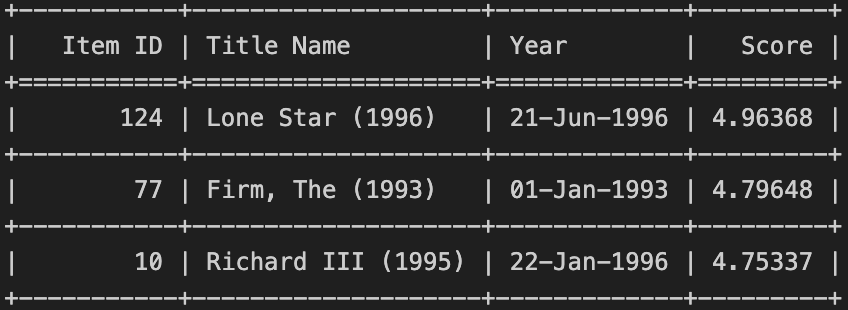 +-----------+--------------------+-------------+---------+
|   Item ID | Title Name         | Year        |   Score |
+===========+====================+=============+=========+
|       124 | Lone Star (1996)   | 21-Jun-1996 | 4.96368 |
+-----------+--------------------+-------------+---------+
|        77 | Firm, The (1993)   | 01-Jan-1993 | 4.79648 |
+-----------+--------------------+-------------+---------+
|        10 | Richard III (1995) | 22-Jan-1996 | 4.75337 |
+-----------+--------------------+-------------+---------+